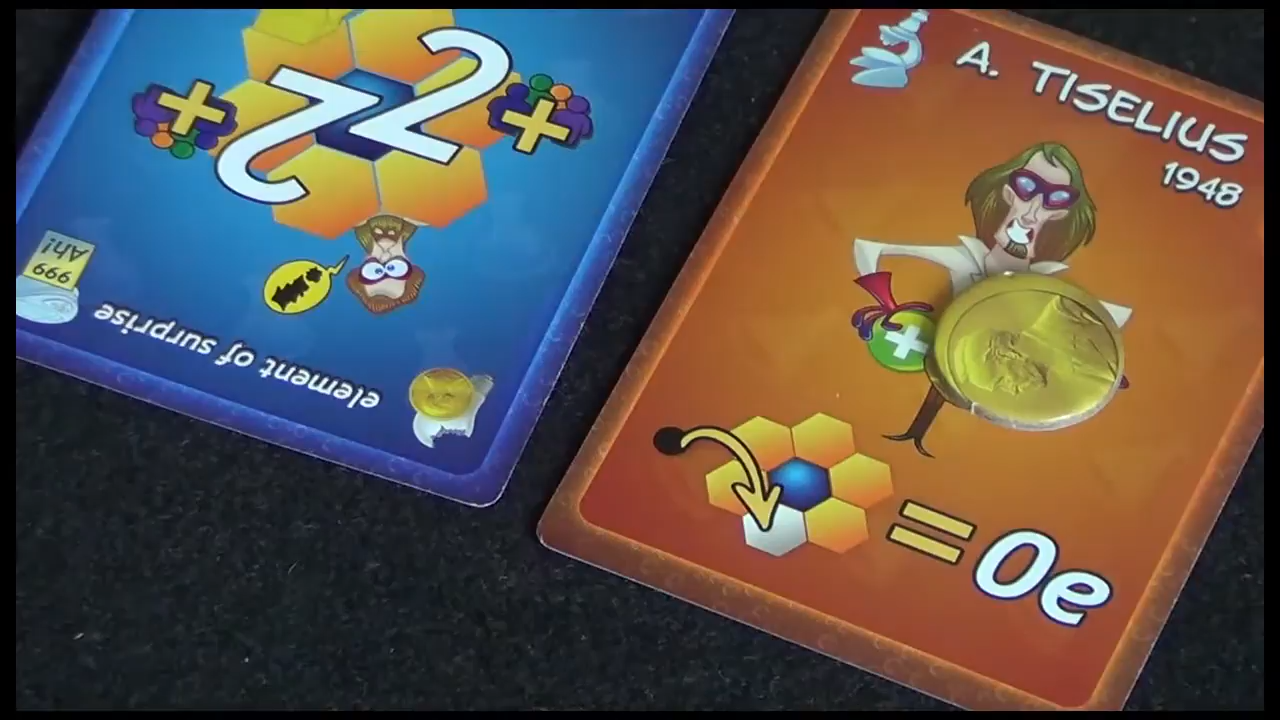 22
999
Ah!
element of surprise
A. TISELIUS
1948
= 0e